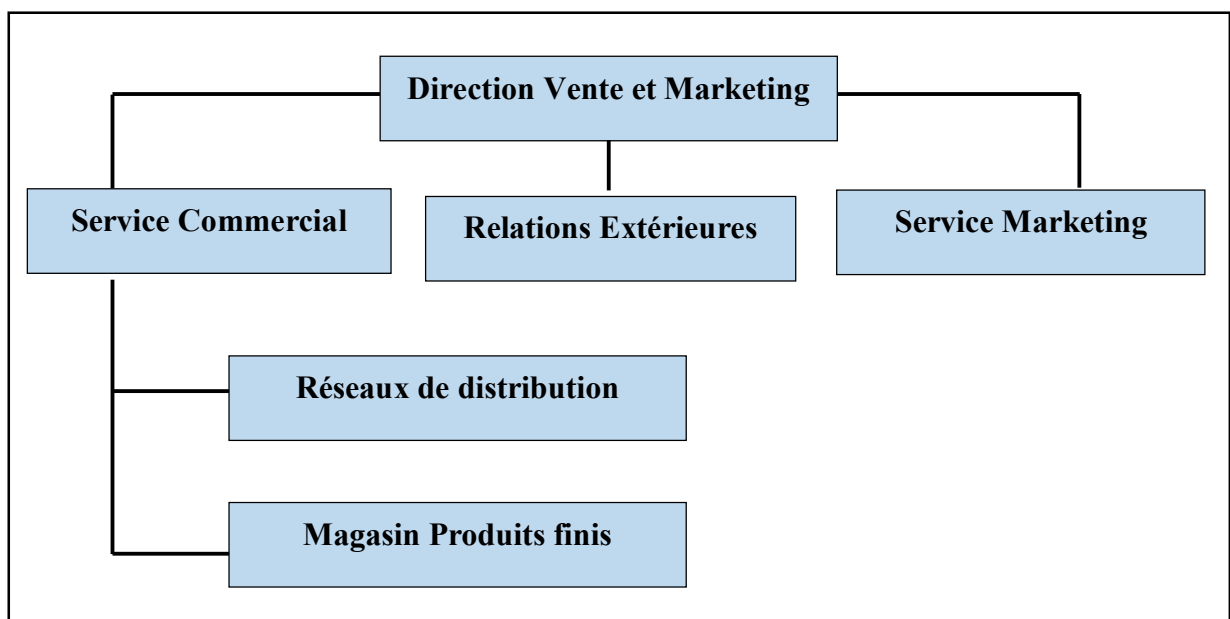 Direction Vente et Marketing
Service Commercial
Relations Extérieures
Service Marketing
Réseaux de distribution
Magasin Produits finis